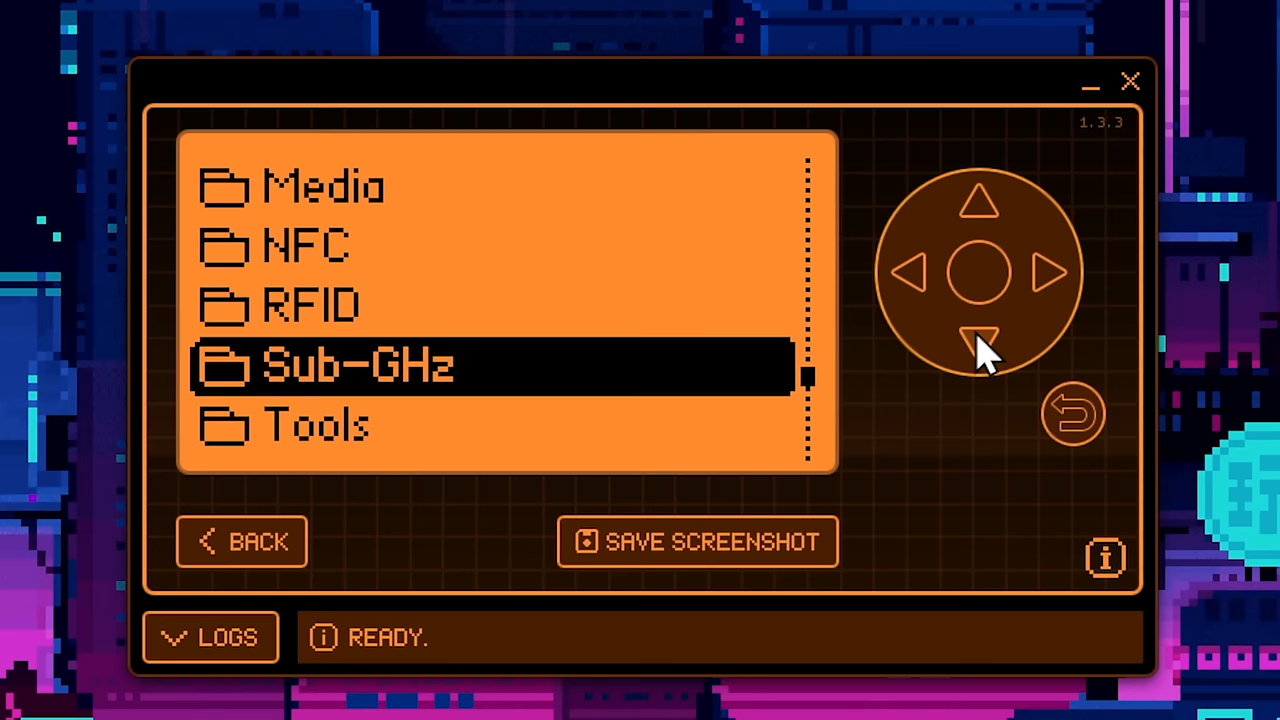 1.3.3
Media
NFC
RFID
Sub-GHz
Tools
BACK
SAVE SCREENSHOT
LOGS
READY.